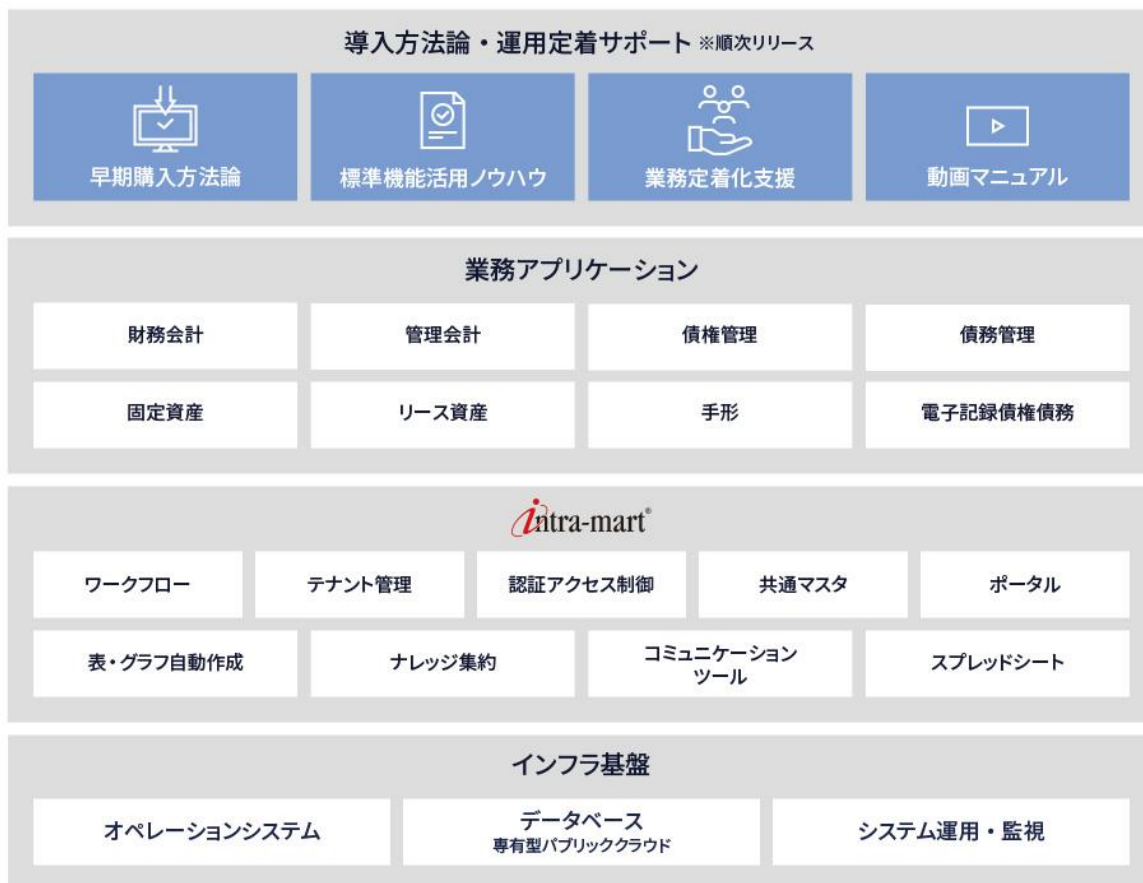 導入方法論・運用定着サポート ※順次リリース
早期購入方法論
標準機能活用ノウハウ
業務定着化支援
動画マニュアル
業務アプリケーション
財務会計
管理会計
債権管理
債務管理
固定資産
リース資産
手形
電子記録債権債務
intra-mart®
ワークフロー
テナント管理
認証アクセス制御
共通マスタ
ポータル
表・グラフ自動作成
ナレッジ集約
コミュニケーション
ツール
スプレッドシート
インフラ基盤
オペレーションシステム
データベース
専有型パブリッククラウド
システム運用・監視